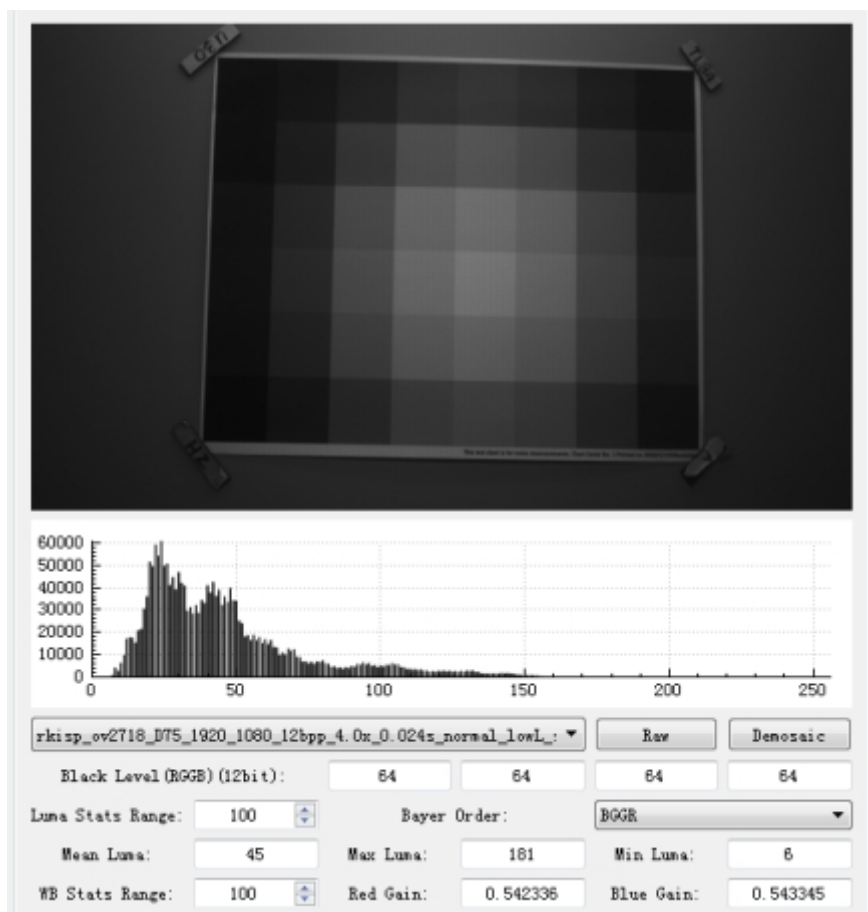 60000
50000
40000
30000
20000
10000
0
0 50 100 150 200 250
rkisp_ov2718_D75_1920_1080_12bpp_4.0x_0.024s_normal_lowL_: Raw Demosaic
Black Level(RGGB)(12bit): 64 64 64 64
Luma Stats Range: 100 Bayer Order: BGGR
Mean Luma: 45 Max Luma: 181 Min Luma: 6
WB Stats Range: 100 Red Gain: 0.542336 Blue Gain: 0.543345